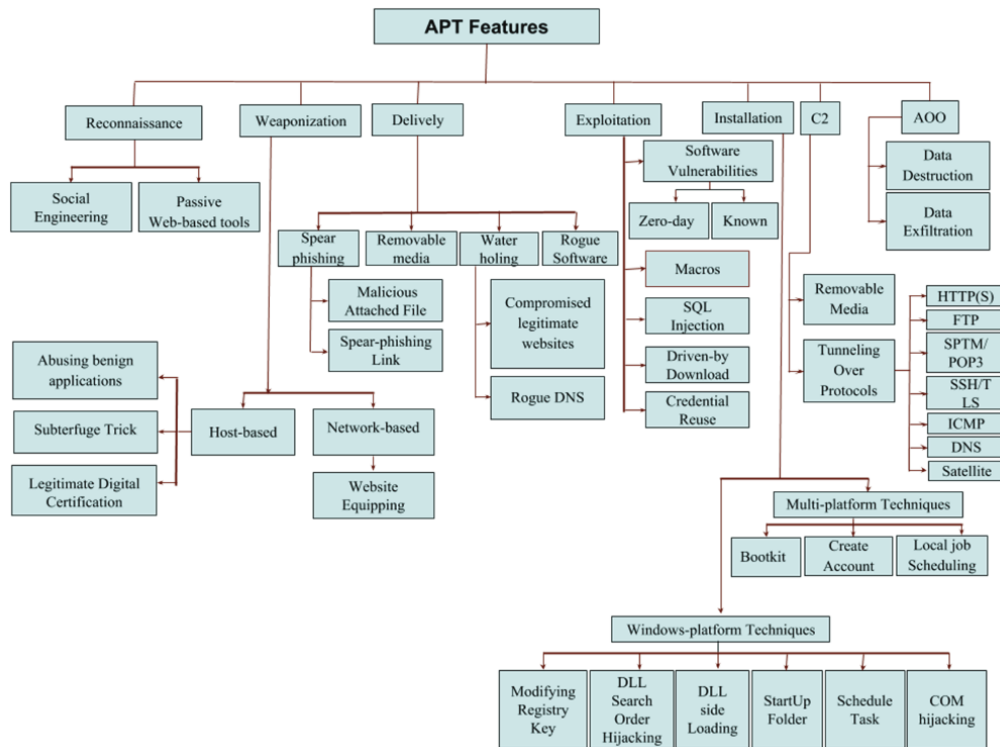 APT Features
Reconnaissance
Weaponization
Delively
Exploitation
Installation
C2
AOO
Social
Engineering
Passive
Web-based tools
Software
Vulnerabilities
Zero-day
Known
Data
Destruction
Data
Exfiltration
Spear
phishing
Removable
media
Water
holing
Rogue
Software
Malicious
Attached File
Spear-phishing
Link
Compromised
legitimate
websites
Rogue DNS
Macros
SQL
Injection
Driven-by
Download
Credential
Reuse
Removable
Media
Tunneling
Over
Protocols
HTTP(S)
FTP
SPTM/
POP3
SSH/T
LS
ICMP
DNS
Satellite
Abusing benign
applications
Subterfuge Trick
Legitimate Digital
Certification
Host-based
Network-based
Website
Equipping
Multi-platform Techniques
Bootkit
Create
Account
Local job
Scheduling
Windows-platform Techniques
Modifying
Registry
Key
DLL
Search
Order
Hijacking
DLL
side
Loading
StartUp
Folder
Schedule
Task
COM
hijacking